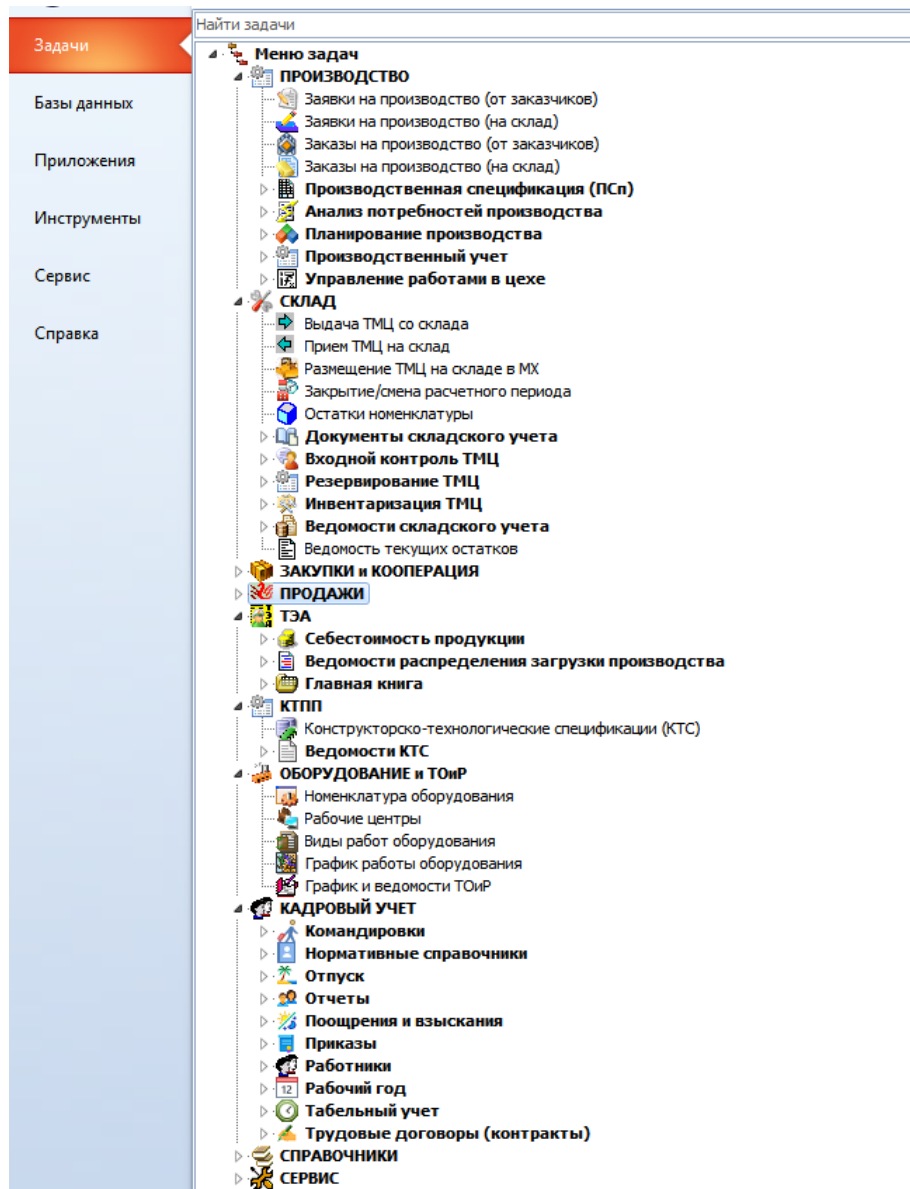 Найти задачи
Задачи
Базы данных
Приложения
Инструменты
Сервис
Справка
Меню задач
ПРОИЗВОДСТВО
Заявки на производство (от заказчиков)
Заявки на производство (на склад)
Заказы на производство (от заказчиков)
Заказы на производство (на склад)
Производственная спецификация (ПСп)
Анализ потребностей производства
Планирование производства
Производственный учет
Управление работами в цехе
СКЛАД
Выдача ТМЦ со склада
Прием ТМЦ на склад
Размещение ТМЦ на складе в МХ
Закрытие/смена расчетного периода
Остатки номенклатуры
Документы складского учета
Входной контроль ТМЦ
Резервирование ТМЦ
Инвентаризация ТМЦ
Ведомости складского учета
Ведомость текущих остатков
ЗАКУПКИ и КООПЕРАЦИЯ
ПРОДАЖИ
ТЭА
Себестоимость продукции
Ведомости распределения загрузки производства
Главная книга
КТПП
Конструкторско-технологические спецификации (КТС)
Ведомости КТС
ОБОРУДОВАНИЕ и ТОиР
Номенклатура оборудования
Рабочие центры
Виды работ оборудования
График работы оборудования
График и ведомости ТОиР
КАДРОВЫЙ УЧЕТ
Командировки
Нормативные справочники
Отпуск
Отчеты
Поощрения и взыскания
Приказы
Работники
12 Рабочий год
Табельный учет
Трудовые договоры (контракты)
СПРАВОЧНИКИ
СЕРВИС